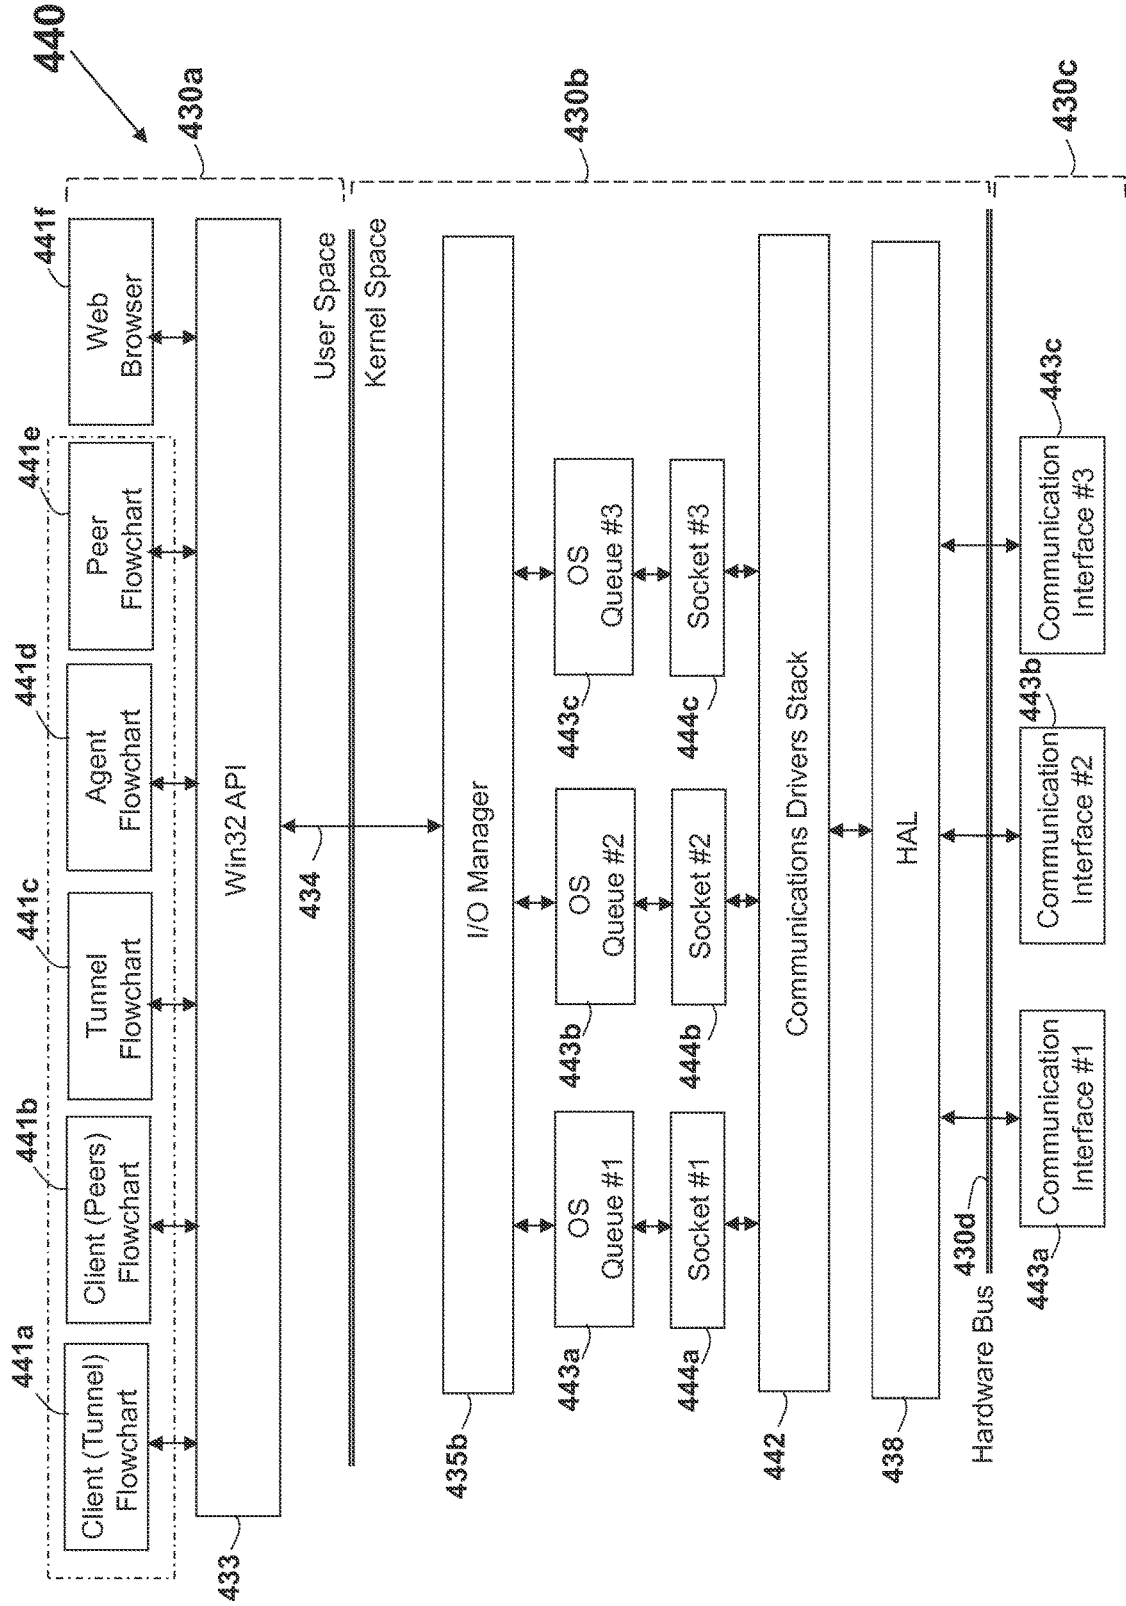 440
441a
441b
441c
441d
441e
441f
Client (Tunnel)
Flowchart
Client (Peers)
Flowchart
Tunnel
Flowchart
Agent
Flowchart
Peer
Flowchart
Web
Browser
430a
433
Win32 API
434
User Space
Kernel Space
435b
I/O Manager
430b
443a
OS
Queue #1
443b
OS
Queue #2
443c
OS
Queue #3
444a
Socket #1
444b
Socket #2
444c
Socket #3
442
Communications Drivers Stack
438
HAL
Hardware Bus
430d
443a
Communication
Interface #1
443b
Communication
Interface #2
443c
Communication
Interface #3
430c